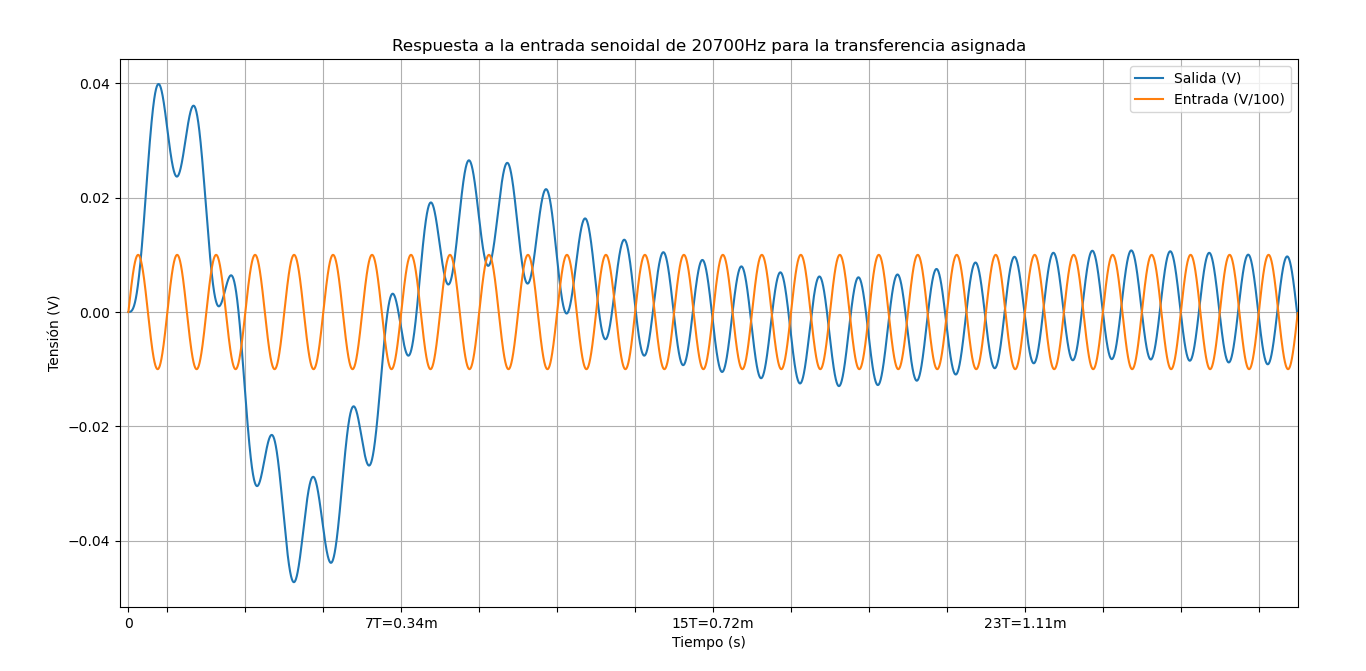 Respuesta a la entrada senoidal de 20700Hz para la transferencia asignada
Salida (V)
Entrada (V/100)
Tensión (V)
0.04
0.02
0.00
−0.02
−0.04
0
7T=0.34m
15T=0.72m
23T=1.11m
Tiempo (s)